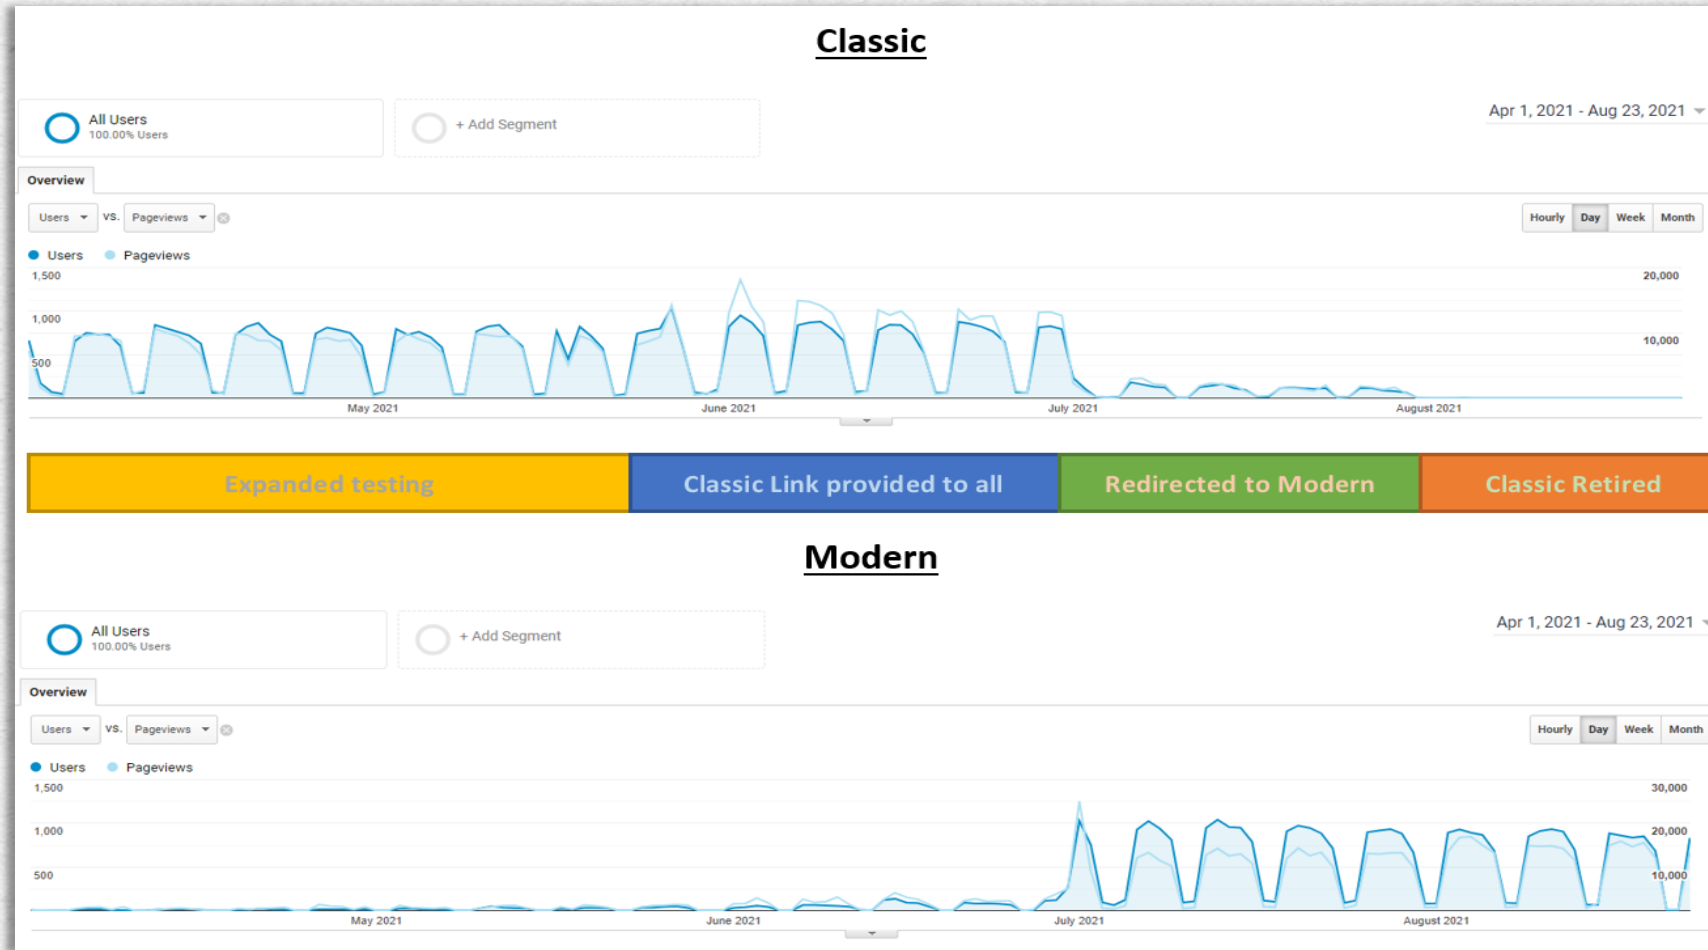 Classic
All Users
100.00% Users
+ Add Segment
Apr 1, 2021 - Aug 23, 2021
Overview
Users VS. Pageviews
Hourly Day Week Month
Users Pageviews
1,500 20,000
1,000
10,000
500
May 2021 June 2021 July 2021 August 2021
Expanded testing Classic Link provided to all Redirected to Modern Classic Retired
Modern
All Users
100.00% Users
+ Add Segment
Apr 1, 2021 - Aug 23, 2021
Overview
Users VS. Pageviews
Hourly Day Week Month
Users Pageviews
1,500 30,000
1,000 20,000
500 10,000
May 2021 June 2021 July 2021 August 2021